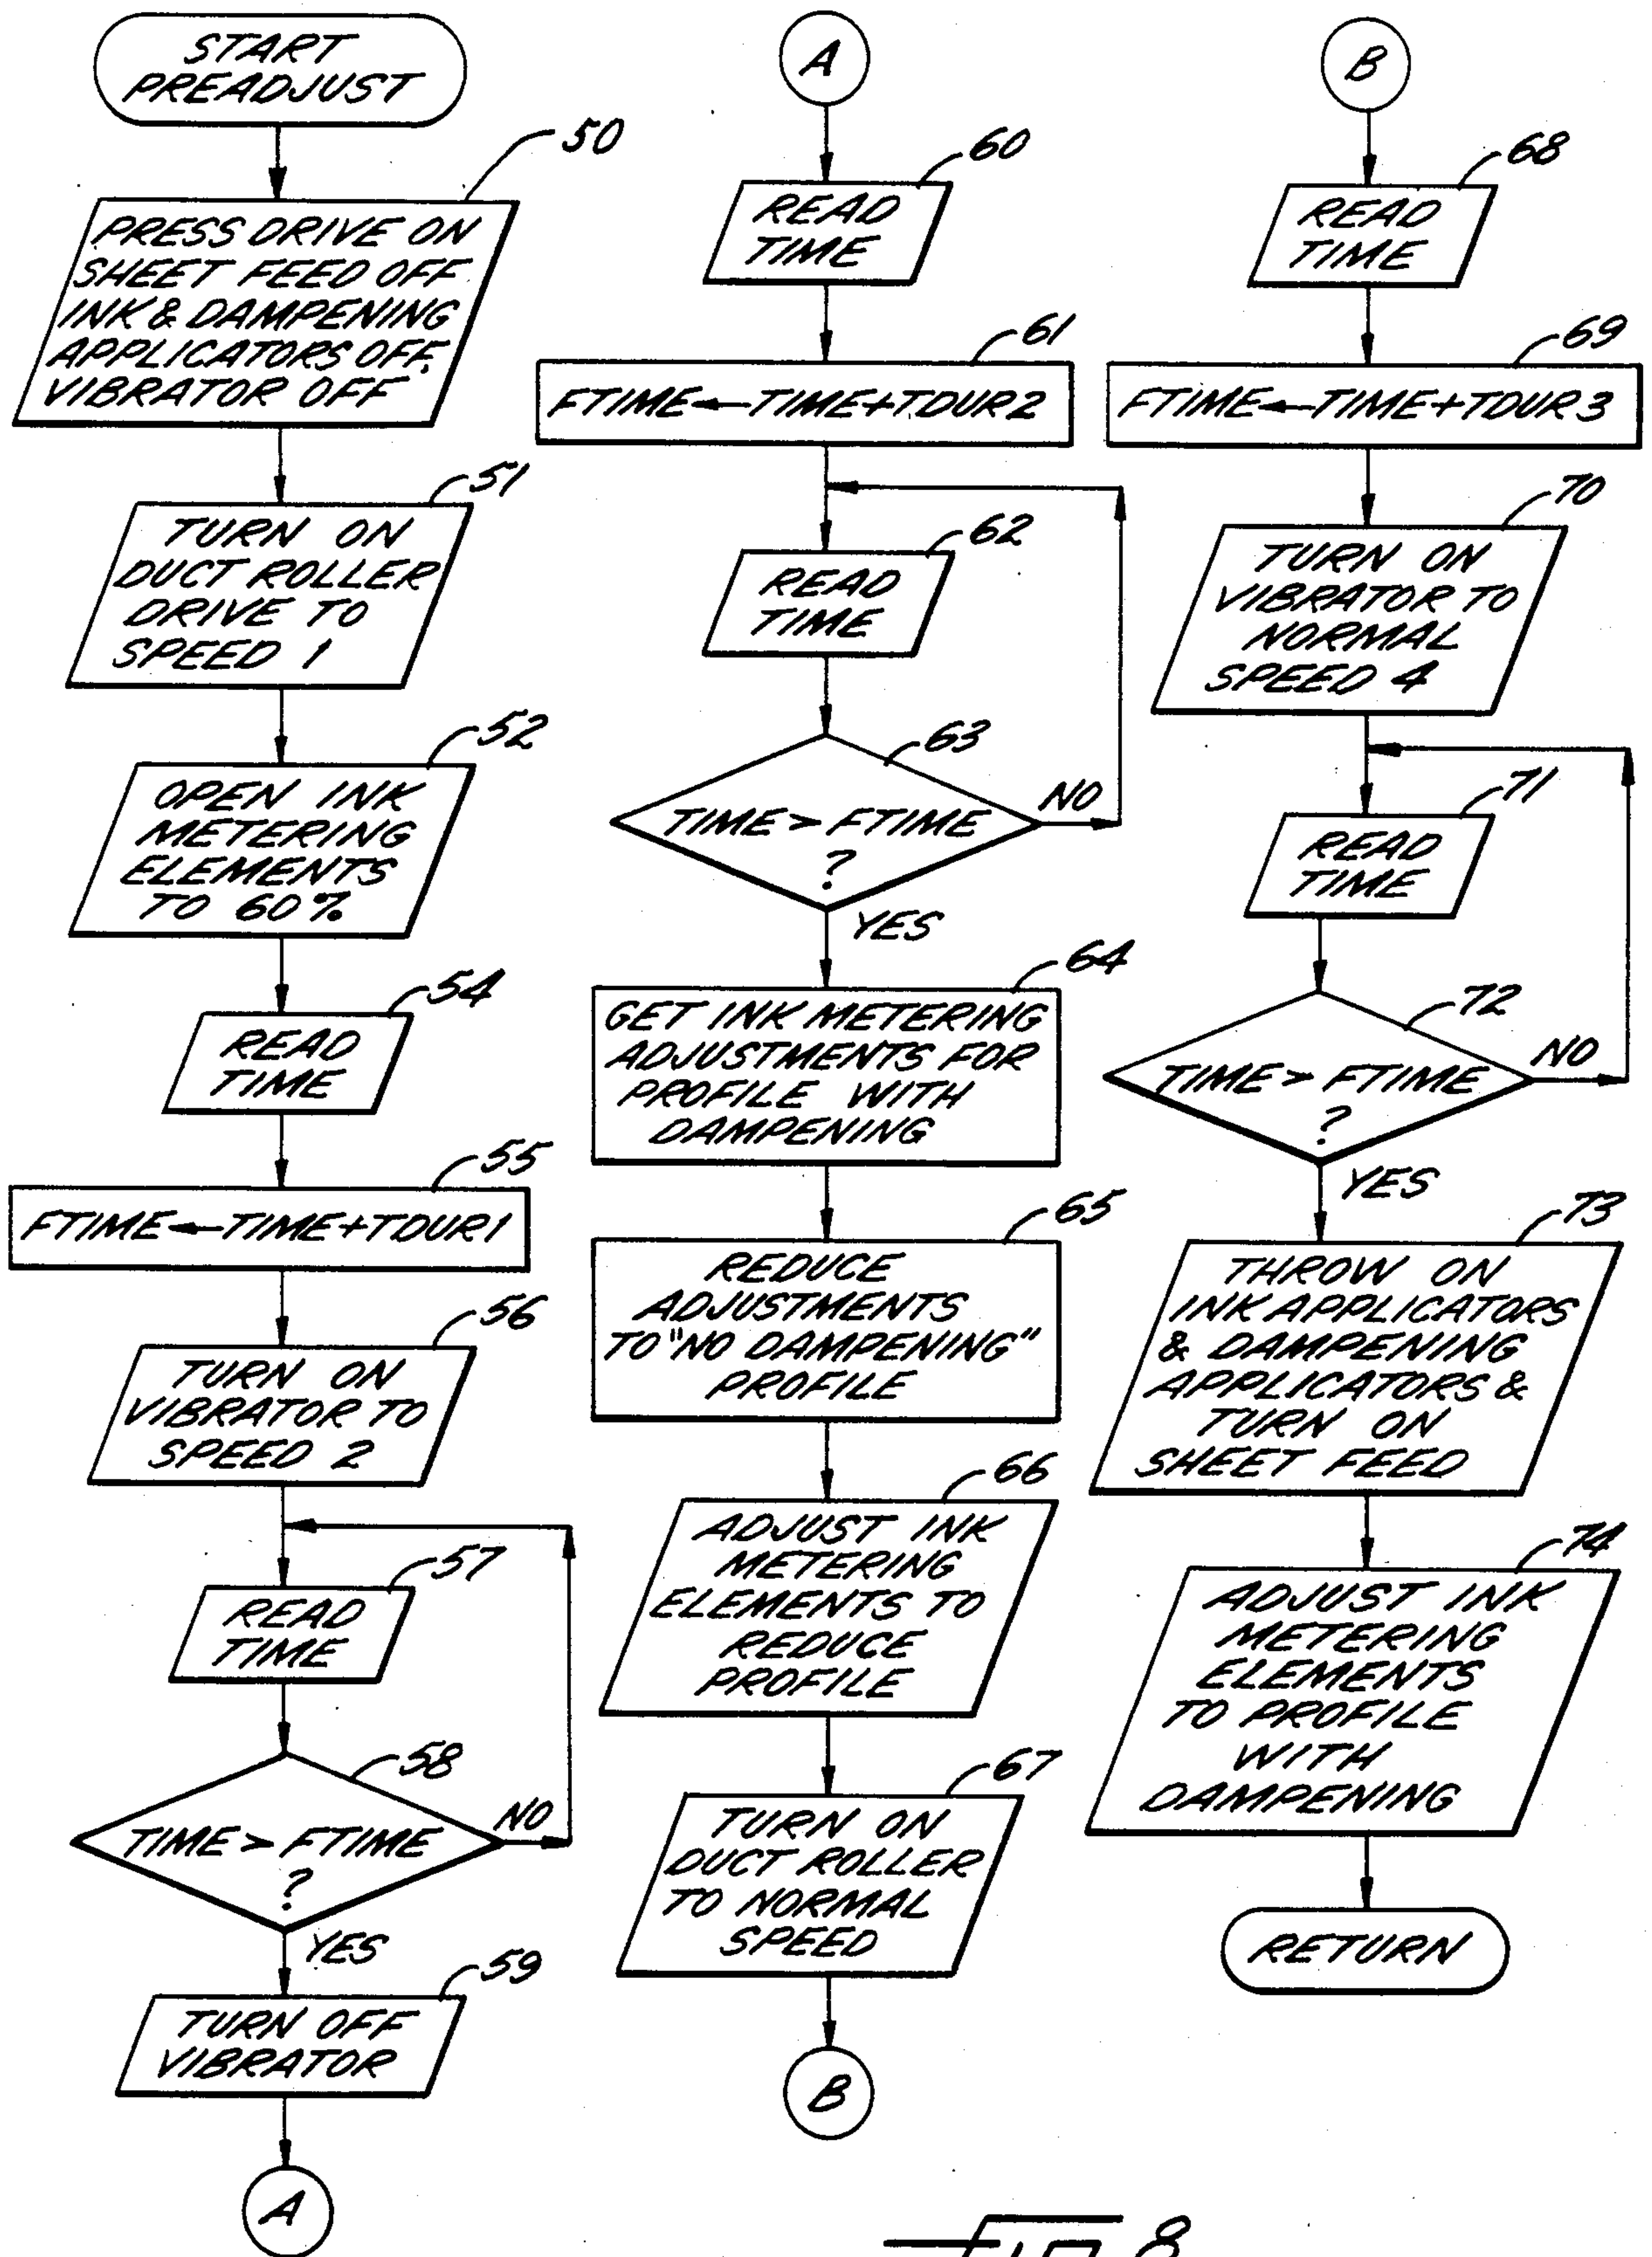 START
PREADJUST
50
PRESS DRIVE ON
SHEET FEED OFF
INK & DAMPENING
APPLICATORS OFF,
VIBRATOR OFF
51
TURN ON
DUCT ROLLER
DRIVE TO
SPEED 1
52
OPEN INK
METERING
ELEMENTS
TO 60%
54
READ
TIME
55
FTIME←TIME+TDUR1
56
TURN ON
VIBRATOR TO
SPEED 2
57
READ
TIME
58
TIME > FTIME
?
NO
YES
59
TURN OFF
VIBRATOR
A
A
60
READ
TIME
61
FTIME←TIME+TDUR2
62
READ
TIME
63
TIME > FTIME
?
NO
YES
64
GET INK METERING
ADJUSTMENTS FOR
PROFILE WITH
DAMPENING
65
REDUCE
ADJUSTMENTS
TO "NO DAMPENING"
PROFILE
66
ADJUST INK
METERING
ELEMENTS TO
REDUCE
PROFILE
67
TURN ON
DUCT ROLLER
TO NORMAL
SPEED
B
B
68
READ
TIME
69
FTIME←TIME+TDUR3
70
TURN ON
VIBRATOR TO
NORMAL
SPEED 4
71
READ
TIME
72
TIME > FTIME
?
NO
YES
73
THROW ON
INK APPLICATORS
& DAMPENING
APPLICATORS &
TURN ON
SHEET FEED
74
ADJUST INK
METERING
ELEMENTS
TO PROFILE
WITH
DAMPENING
RETURN